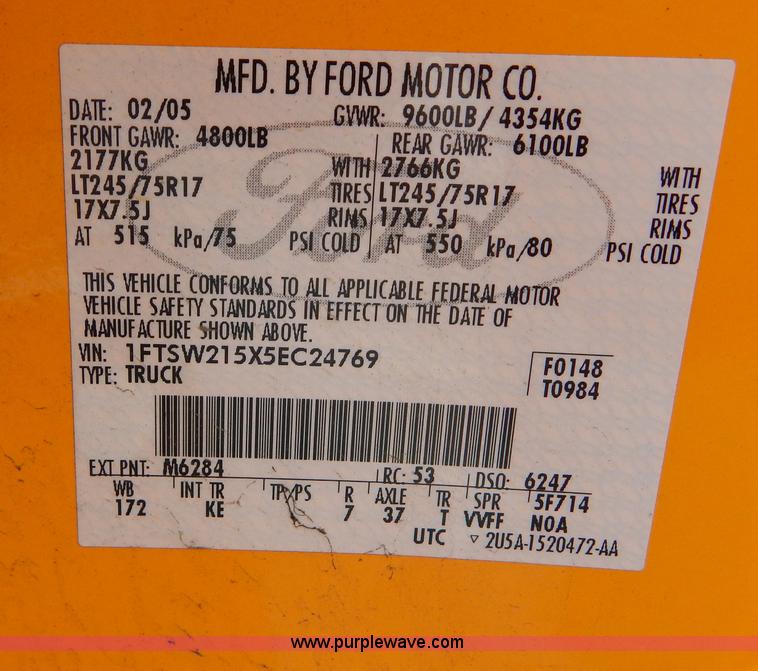 MFD. BY FORD MOTOR CO.
DATE: 02/05 GVWR: 9600LB/ 4354KG
FRONT GAWR: 4800LB REAR GAWR: 6100LB
2177KG WITH 2766KG WITH
LT245/75R17 TIRES LT245/75R17 TIRES
17X7.5J RIMS 17X7.5J RIMS
AT 515 kPa/75 PSI COLD AT 550 kPa/80 PSI COLD
Ford
THIS VEHICLE CONFORMS TO ALL APPLICABLE FEDERAL MOTOR
VEHICLE SAFETY STANDARDS IN EFFECT ON THE DATE OF
MANUFACTURE SHOWN ABOVE.
VIN: 1FTSW215X5EC24769 F0148
TYPE: TRUCK T0984
EXT PNT: M6284 RC: 53 DSO: 6247
WB INT TR TP/PS R AXLE TR SPR 5F714
172 KE 7 37 T VVFF NOA
UTC ▽ 2U5A-1520472-AA
www.purplewave.com